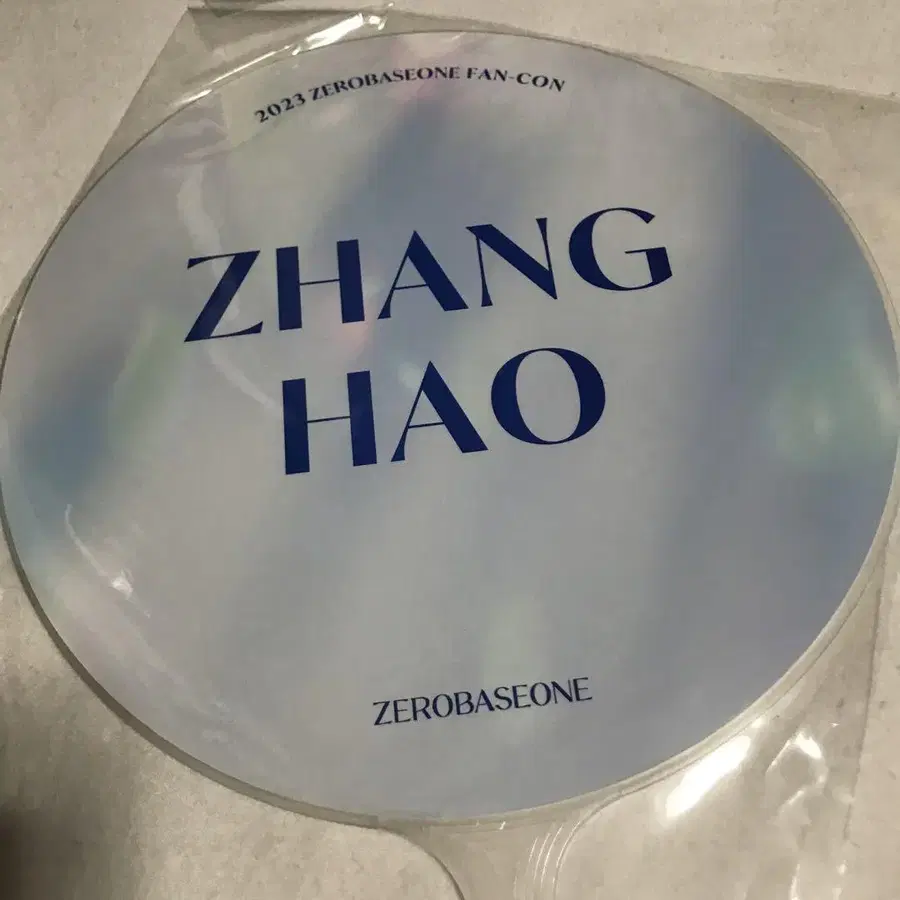 2023 ZEROBASEONE FAN-CON
ZHANG
HAO
ZEROBASEONE